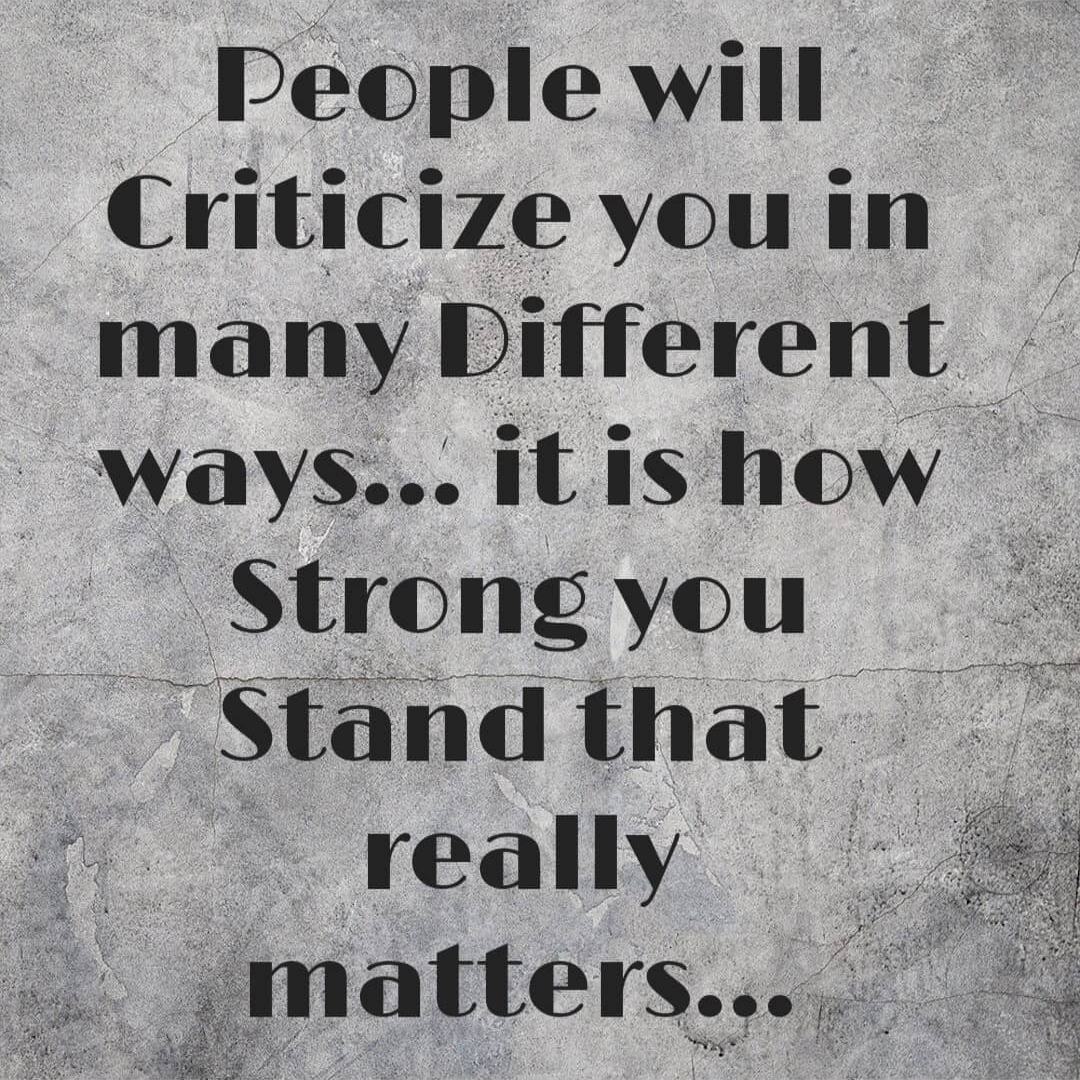 People will
Criticize you in
many Different
ways... it is how
Strong you
Stand that
really
matters...